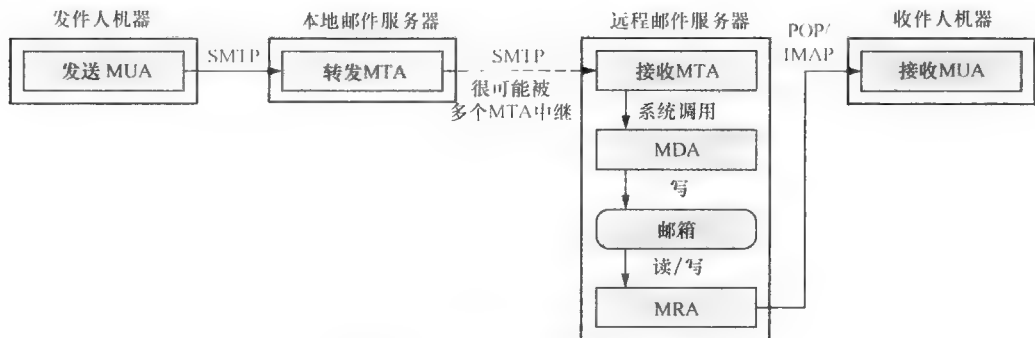 发件人机器
本地邮件服务器
远程邮件服务器
收件人机器
发送 MUA
SMTP
转发MTA
SMTP
很可能被
多个MTA中继
接收MTA
POP/
IMAP
接收MUA
系统调用
MDA
写
邮箱
读/写
MRA